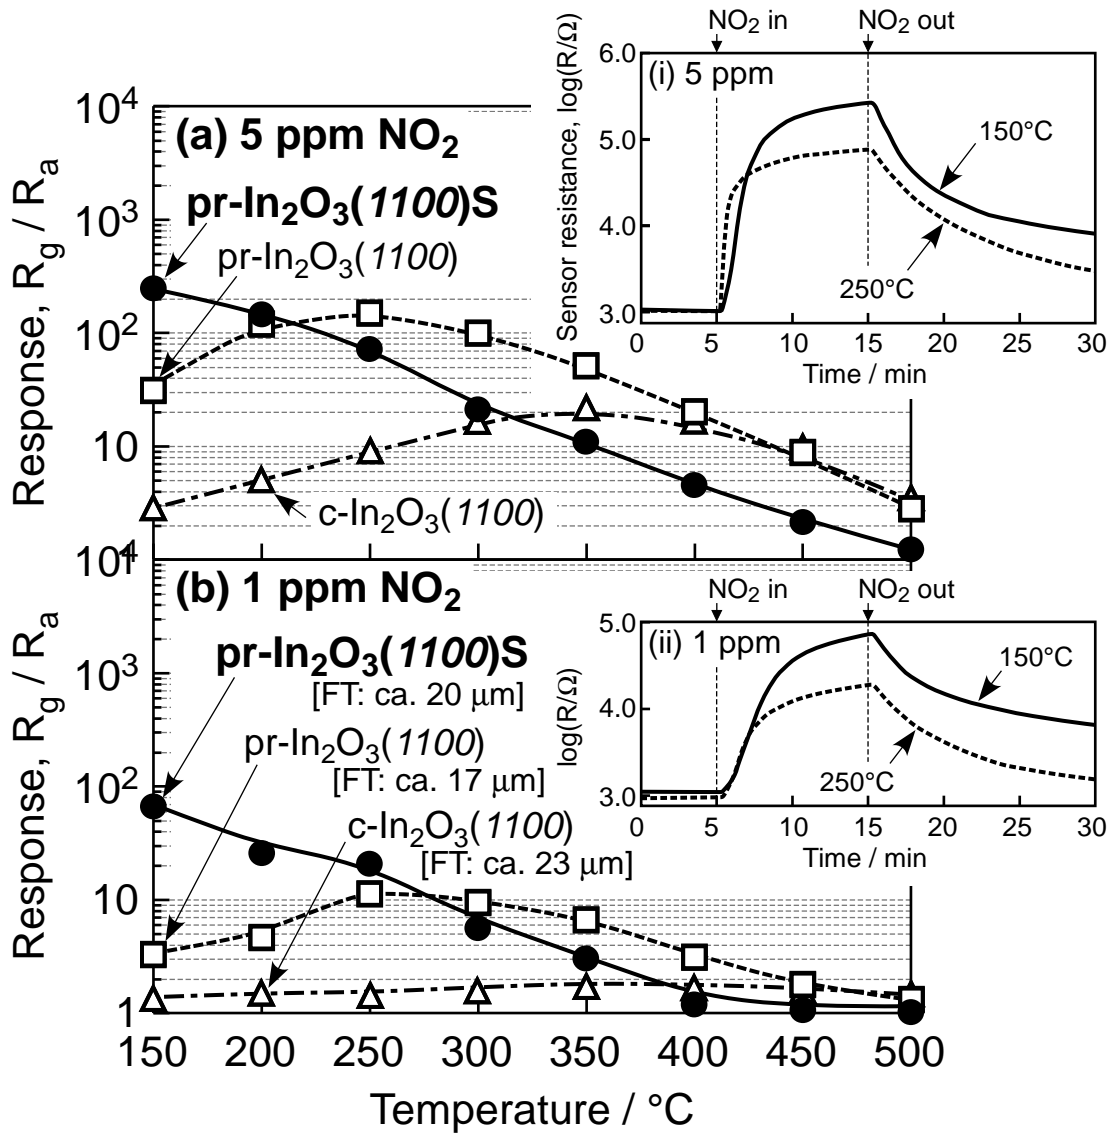 (a) 5 ppm NO2
pr-In2O3(1100)S
pr-In2O3(1100)
c-In2O3(1100)
Response, Rg / Ra
10^4
10^3
10^2
10
10^4
NO2 in
NO2 out
(i) 5 ppm
150°C
250°C
Sensor resistance, log(R/Ω)
6.0
5.0
4.0
3.0
0 5 10 15 20 25 30
Time / min
(b) 1 ppm NO2
pr-In2O3(1100)S
[FT: ca. 20 μm]
pr-In2O3(1100)
[FT: ca. 17 μm]
c-In2O3(1100)
[FT: ca. 23 μm]
Response, Rg / Ra
10^3
10^2
10
1
NO2 in
NO2 out
(ii) 1 ppm
150°C
250°C
log(R/Ω)
5.0
4.0
3.0
0 5 10 15 20 25 30
Time / min
150 200 250 300 350 400 450 500
Temperature / °C